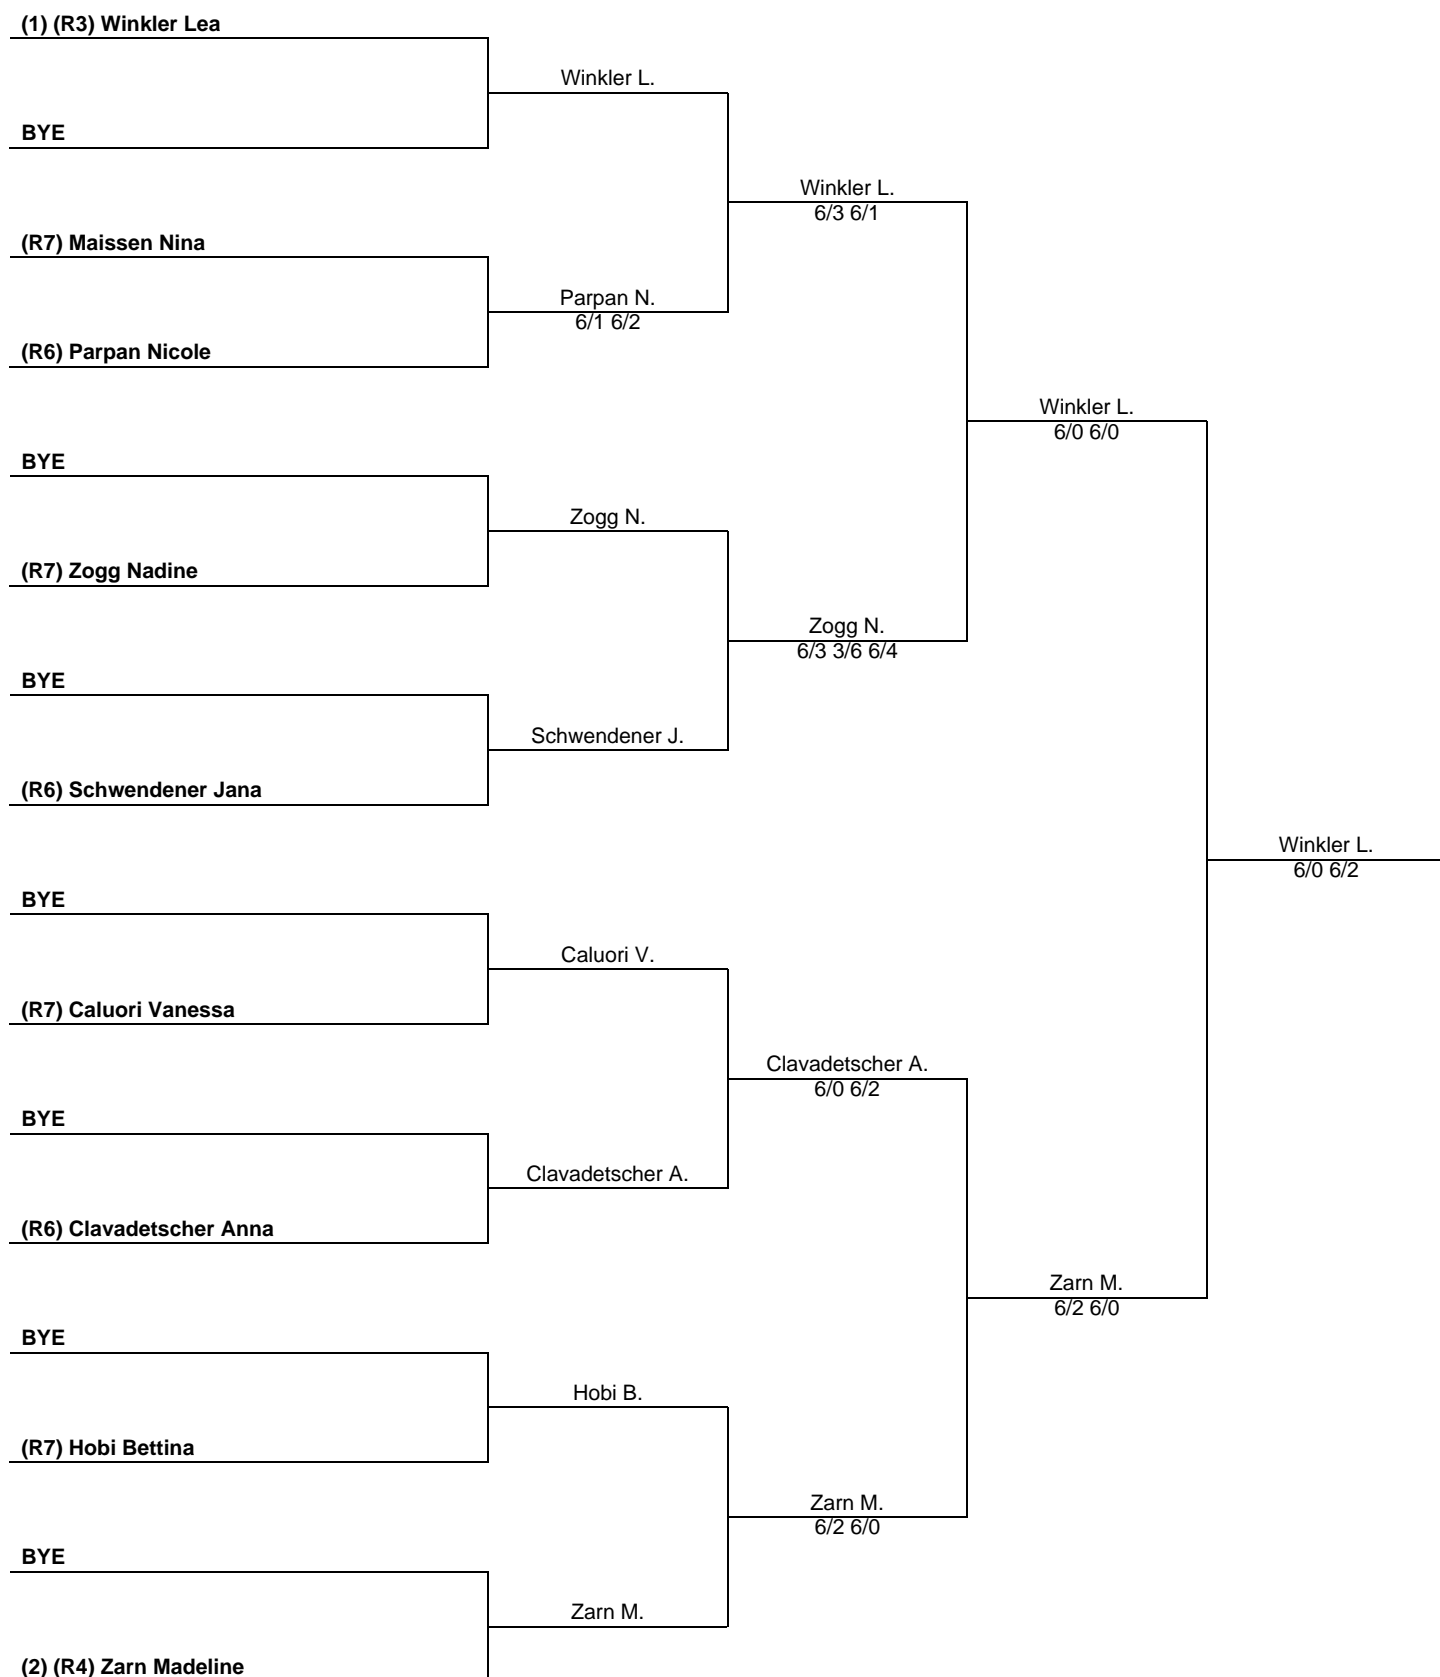 (1) (R3) Winkler Lea
Winkler L.
BYE
Winkler L.
6/3 6/1
(R7) Maissen Nina
Parpan N.
6/1 6/2
(R6) Parpan Nicole
Winkler L.
6/0 6/0
BYE
Zogg N.
(R7) Zogg Nadine
Zogg N.
6/3 3/6 6/4
BYE
Schwendener J.
(R6) Schwendener Jana
Winkler L.
6/0 6/2
BYE
Caluori V.
(R7) Caluori Vanessa
Clavadetscher A.
6/0 6/2
BYE
Clavadetscher A.
(R6) Clavadetscher Anna
Zarn M.
6/2 6/0
BYE
Hobi B.
(R7) Hobi Bettina
Zarn M.
6/2 6/0
BYE
Zarn M.
(2) (R4) Zarn Madeline